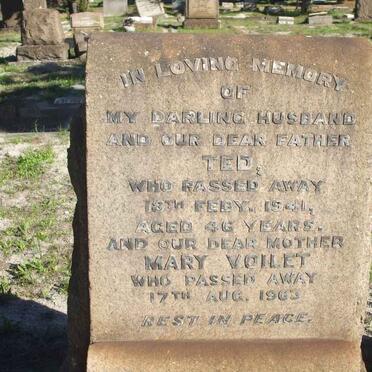 IN LOVING MEMORY
OF
MY DARLING HUSBAND
AND OUR DEAR FATHER
TED,
WHO PASSED AWAY
18TH FEBY. 1941,
AGED 46 YEARS.
AND OUR DEAR MOTHER
MARY VOILET
WHO PASSED AWAY
17TH AUG. 1963
REST IN PEACE.